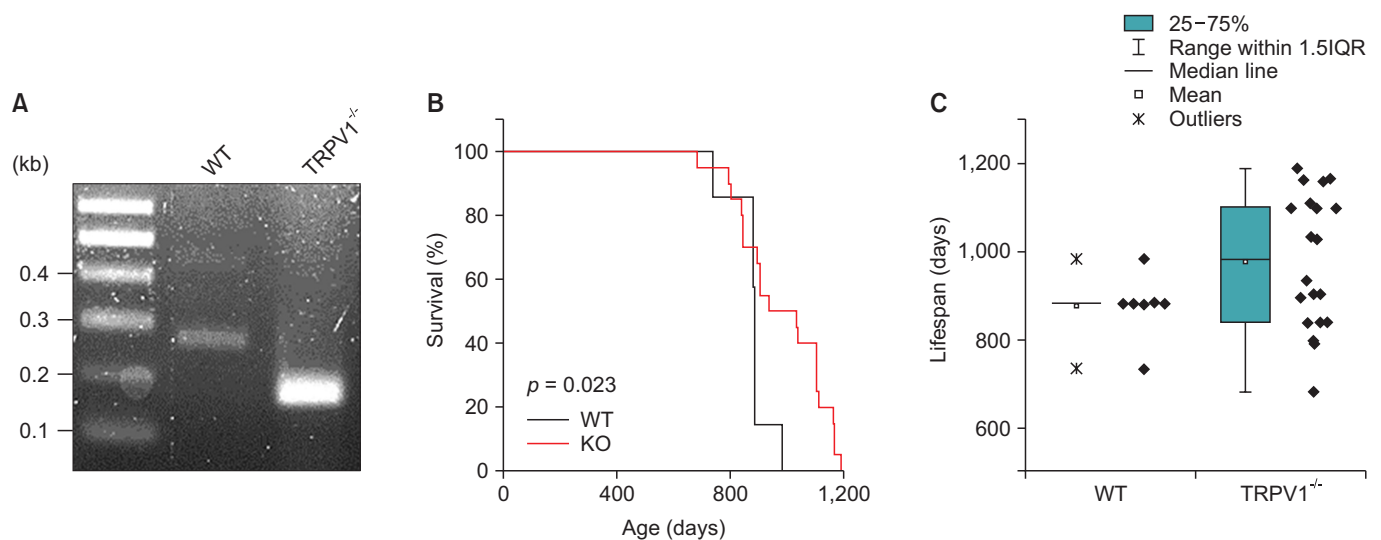 A
(kb)
WT
TRPV1-/-
0.4
0.3
0.2
0.1
B
Survival (%)
100
80
60
40
20
0
p = 0.023
WT
KO
0
400
800
1,200
Age (days)
25–75%
Range within 1.5IQR
Median line
Mean
Outliers
C
Lifespan (days)
1,200
1,000
800
600
WT
TRPV1-/-